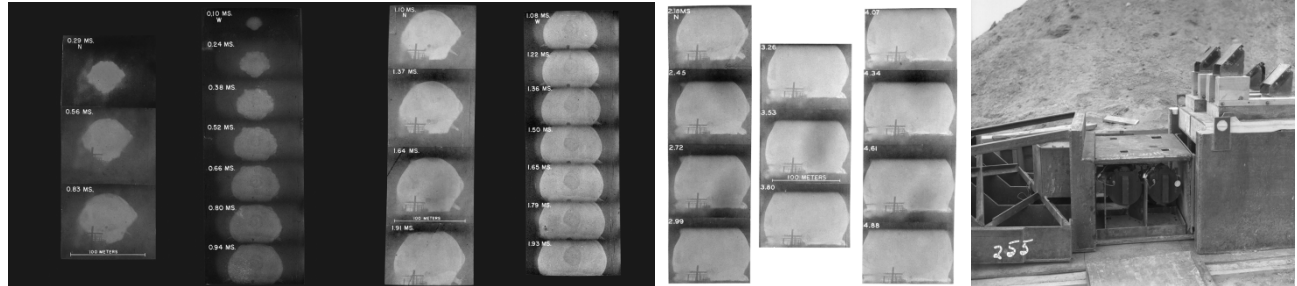 0.29 MS.
N
0.56 MS.
0.83 MS.
100 METERS
0.10 MS.
W
0.24 MS.
0.38 MS.
0.52 MS.
0.66 MS.
0.80 MS.
0.94 MS.
1.10 MS.
N
1.37 MS.
1.64 MS.
100 METERS
1.91 MS.
1.08 MS.
W
1.22 MS.
1.36 MS.
1.50 MS.
1.65 MS.
1.79 MS.
1.93 MS.
2.18 MS.
N
2.45
2.72
2.99
3.26
3.53
100 METERS
3.80
4.07
4.34
4.61
4.88
255